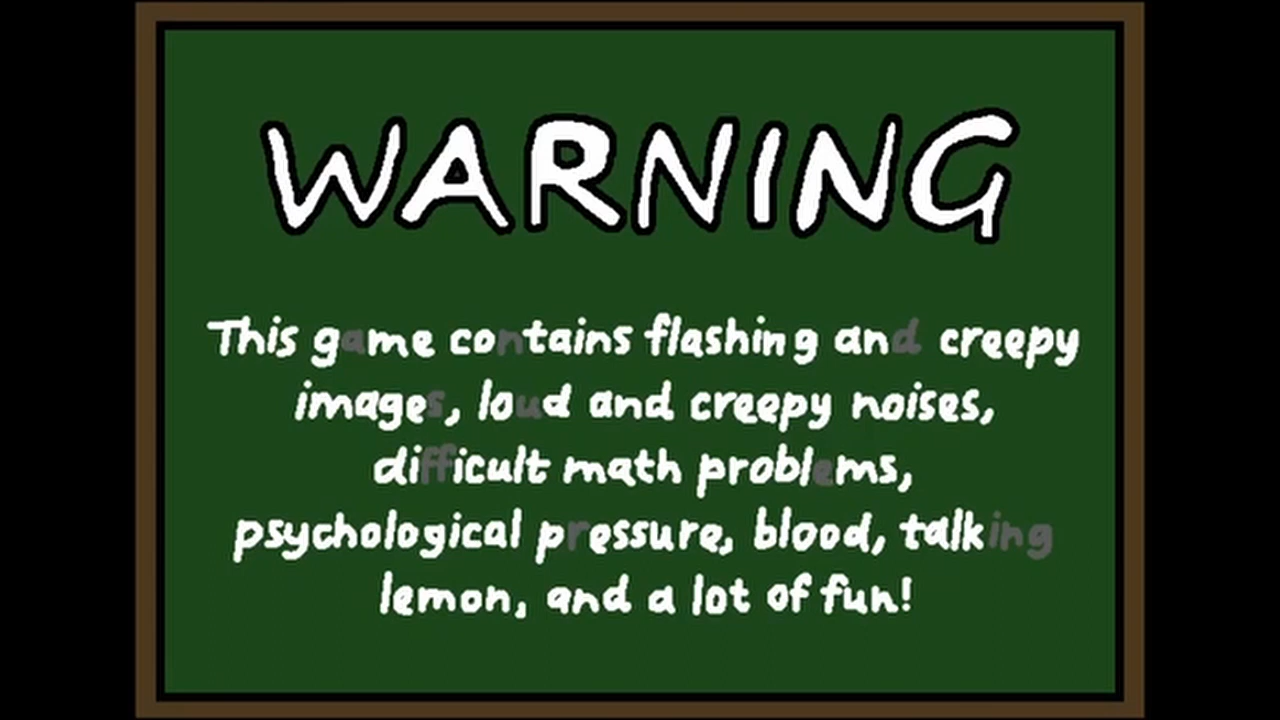 WARNING
This game contains flashing and creepy
images, loud and creepy noises,
difficult math problems,
psychological pressure, blood, talking
lemon, and a lot of fun!